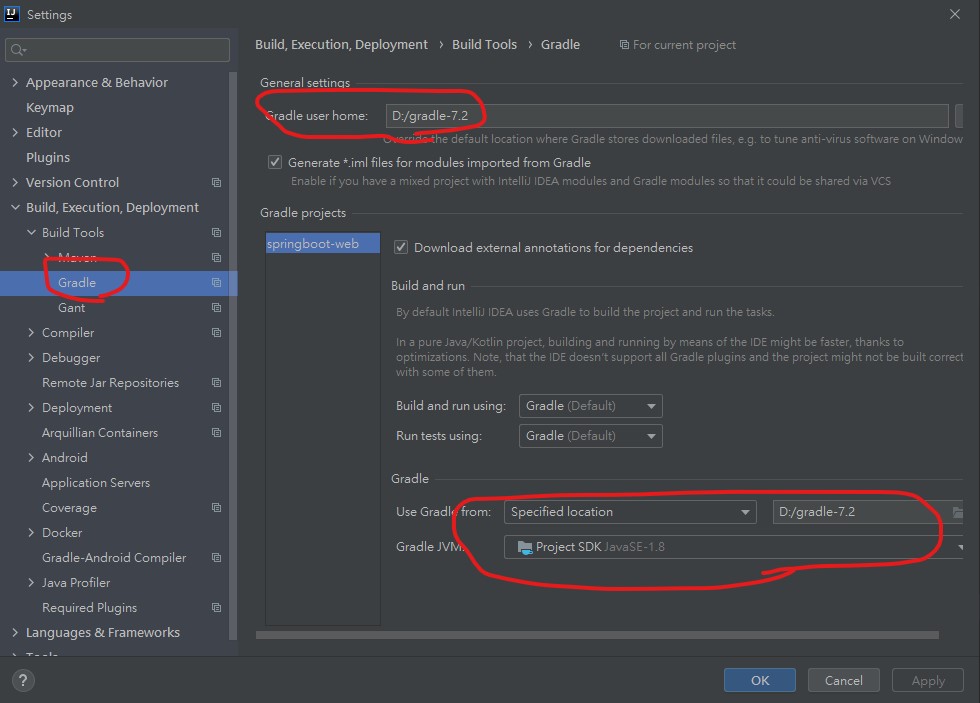 Settings
Build, Execution, Deployment › Build Tools › Gradle For current project
Appearance & Behavior
Keymap
Editor
Plugins
Version Control
Build, Execution, Deployment
Build Tools
Maven
Gradle
Gant
Compiler
Debugger
Remote Jar Repositories
Deployment
Arquillian Containers
Android
Application Servers
Coverage
Docker
Gradle-Android Compiler
Java Profiler
Required Plugins
Languages & Frameworks
Tools
General settings
Gradle user home: D:/gradle-7.2
Override the default location where Gradle stores downloaded files, e.g. to tune anti-virus software on Window
Generate *.iml files for modules imported from Gradle
Enable if you have a mixed project with IntelliJ IDEA modules and Gradle modules so that it could be shared via VCS
Gradle projects
springboot-web
Download external annotations for dependencies
Build and run
By default IntelliJ IDEA uses Gradle to build the project and run the tasks.
In a pure Java/Kotlin project, building and running by means of the IDE might be faster, thanks to
optimizations. Note, that the IDE doesn't support all Gradle plugins and the project might not be built correct
with some of them.
Build and run using: Gradle (Default)
Run tests using: Gradle (Default)
Gradle
Use Gradle from: Specified location D:/gradle-7.2
Gradle JVM: Project SDK JavaSE-1.8
? OK Cancel Apply